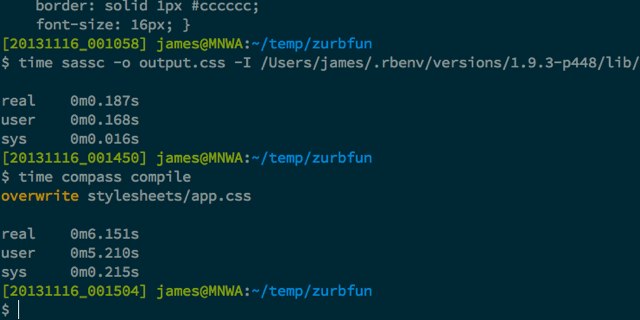 border: solid 1px #cccccc;
font-size: 16px; }
[20131116_001058] james@MNWA:~/temp/zurbfun
$ time sassc -o output.css -I /Users/james/.rbenv/versions/1.9.3-p448/lib/
real 0m0.187s
user 0m0.168s
sys 0m0.016s
[20131116_001450] james@MNWA:~/temp/zurbfun
$ time compass compile
overwrite stylesheets/app.css
real 0m6.151s
user 0m5.210s
sys 0m0.215s
[20131116_001504] james@MNWA:~/temp/zurbfun
$